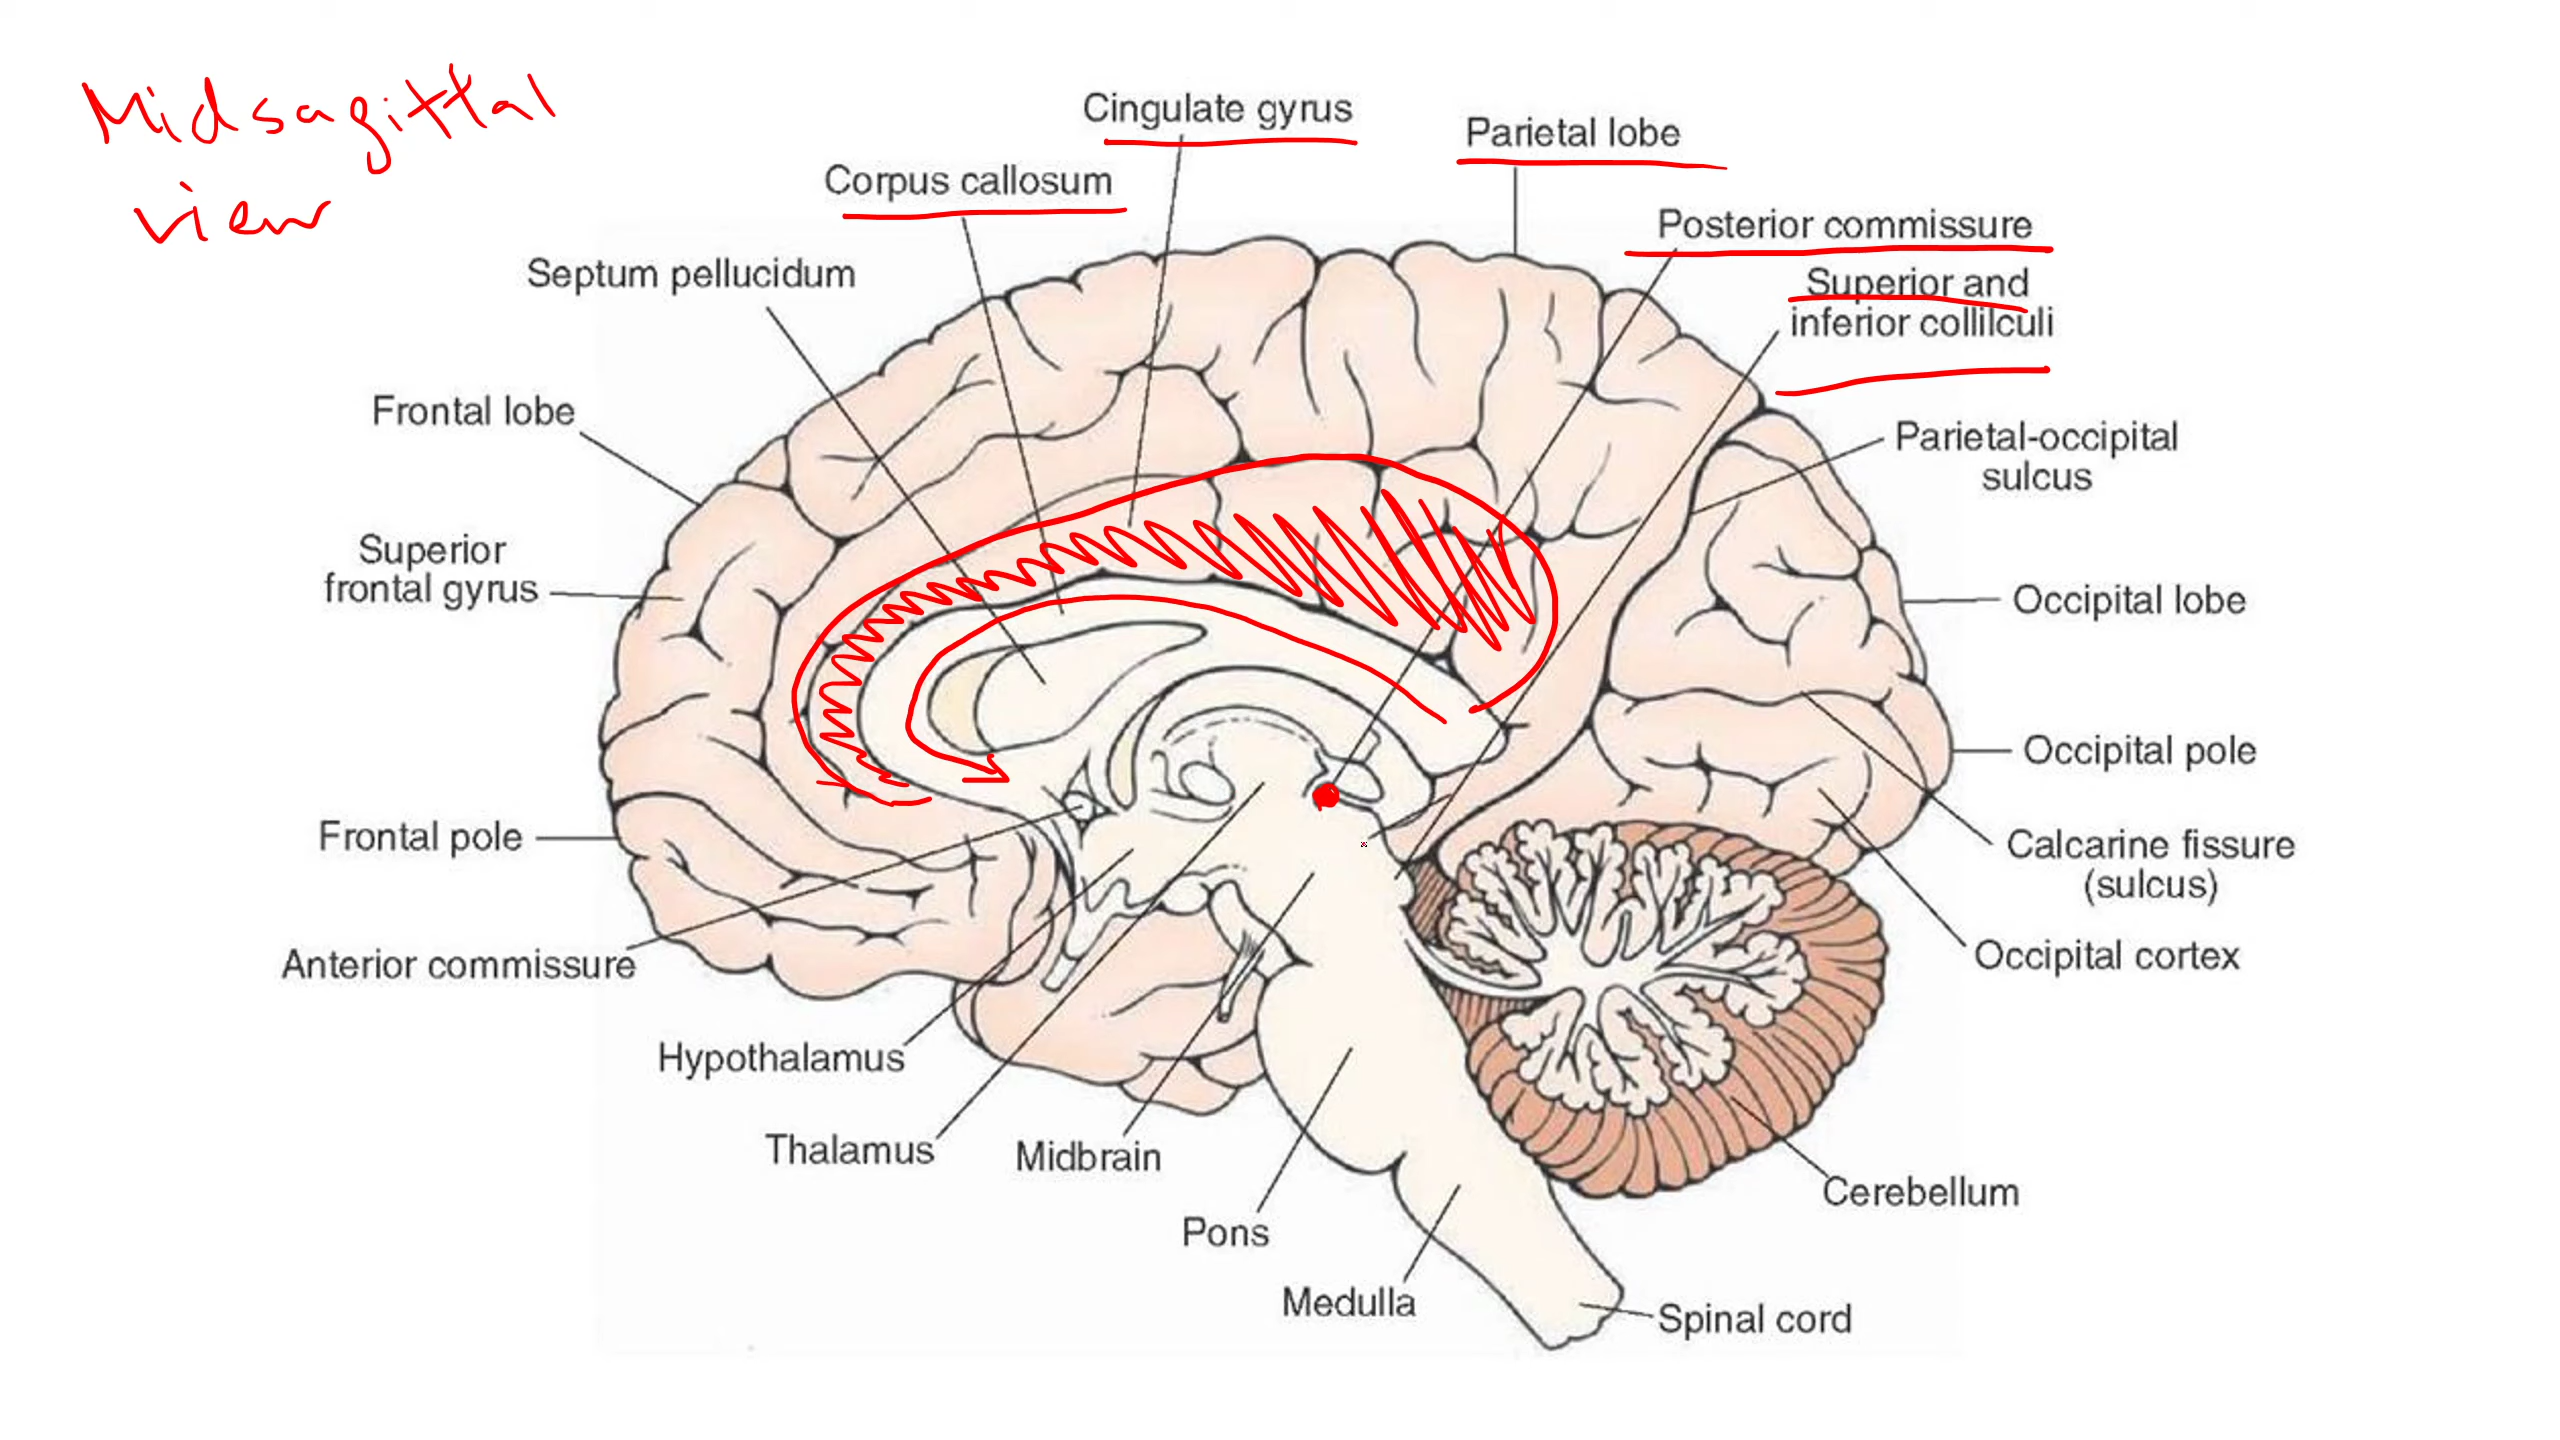 Midsagittal
view
Cingulate gyrus
Parietal lobe
Corpus callosum
Posterior commissure
Septum pellucidum
Superior and
inferior collilculi
Frontal lobe
Parietal-occipital
sulcus
Superior
frontal gyrus
Occipital lobe
Occipital pole
Frontal pole
Calcarine fissure
(sulcus)
Anterior commissure
Occipital cortex
Hypothalamus
Thalamus
Midbrain
Cerebellum
Pons
Medulla
Spinal cord